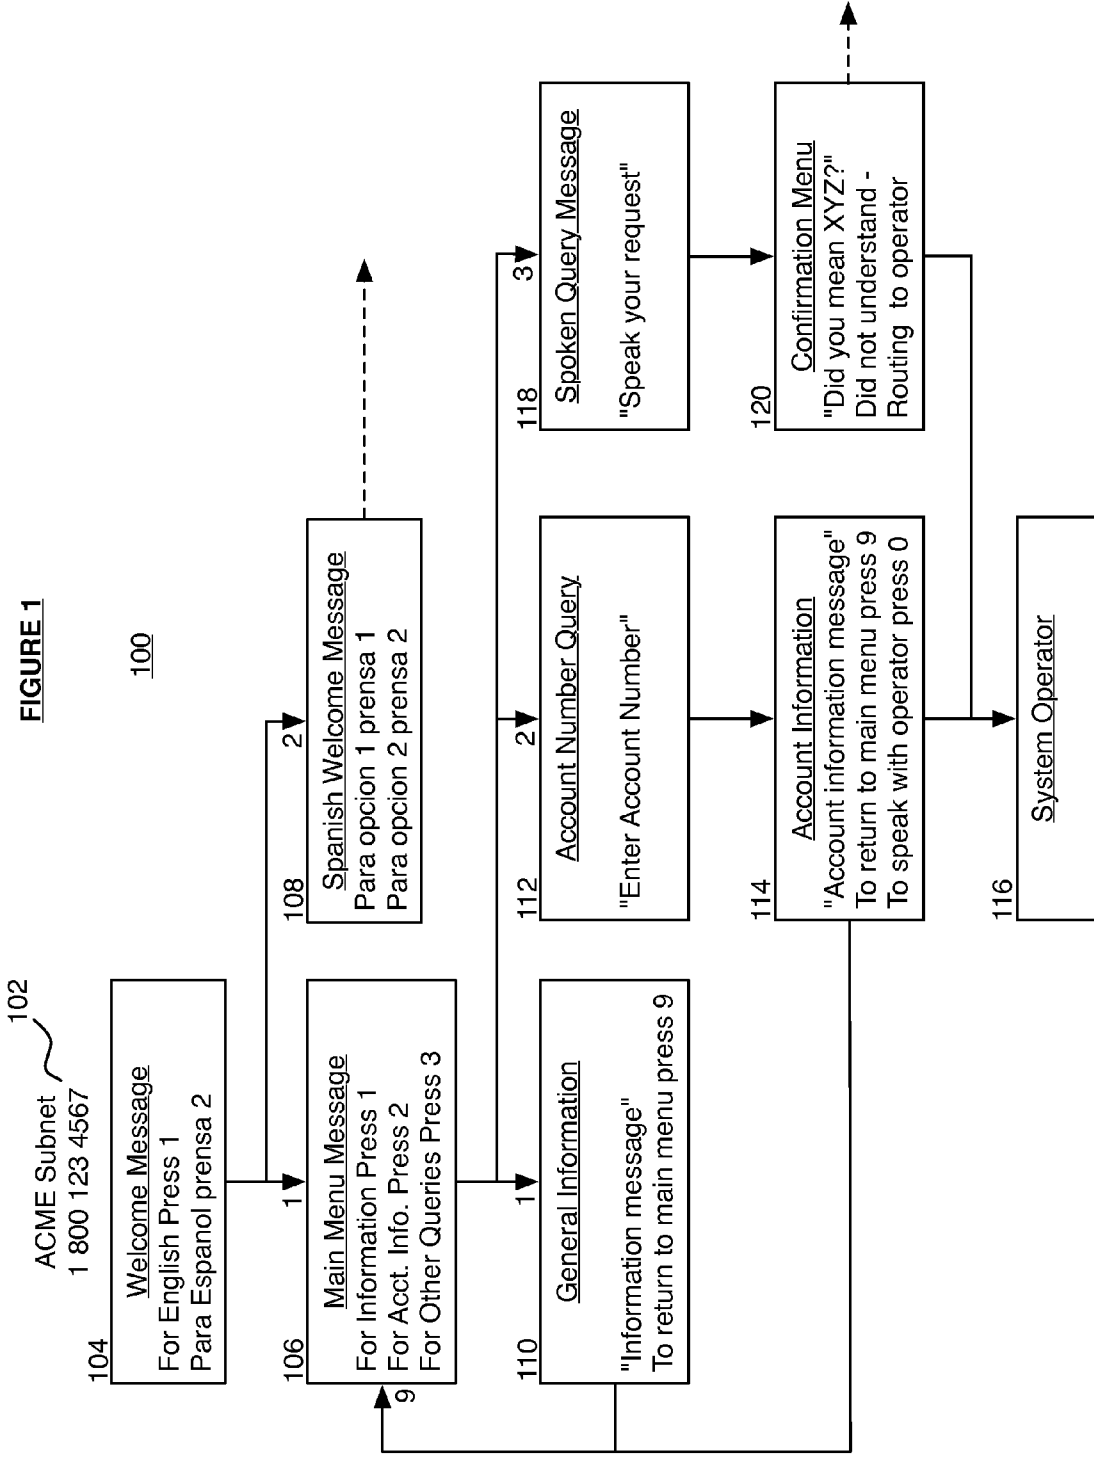 FIGURE 1
100
ACME Subnet
1 800 123 4567
102
104
Welcome Message
For English Press 1
Para Espanol prensa 2
1
2
106
Main Menu Message
For Information Press 1
For Acct. Info. Press 2
For Other Queries Press 3
9
108
Spanish Welcome Message
Para opcion 1 prensa 1
Para opcion 2 prensa 2
1
2
3
110
General Information
"Information message"
To return to main menu press 9
112
Account Number Query
"Enter Account Number"
118
Spoken Query Message
"Speak your request"
114
Account Information
"Account information message"
To return to main menu press 9
To speak with operator press 0
120
Confirmation Menu
"Did you mean XYZ?"
Did not understand -
Routing to operator
116
System Operator